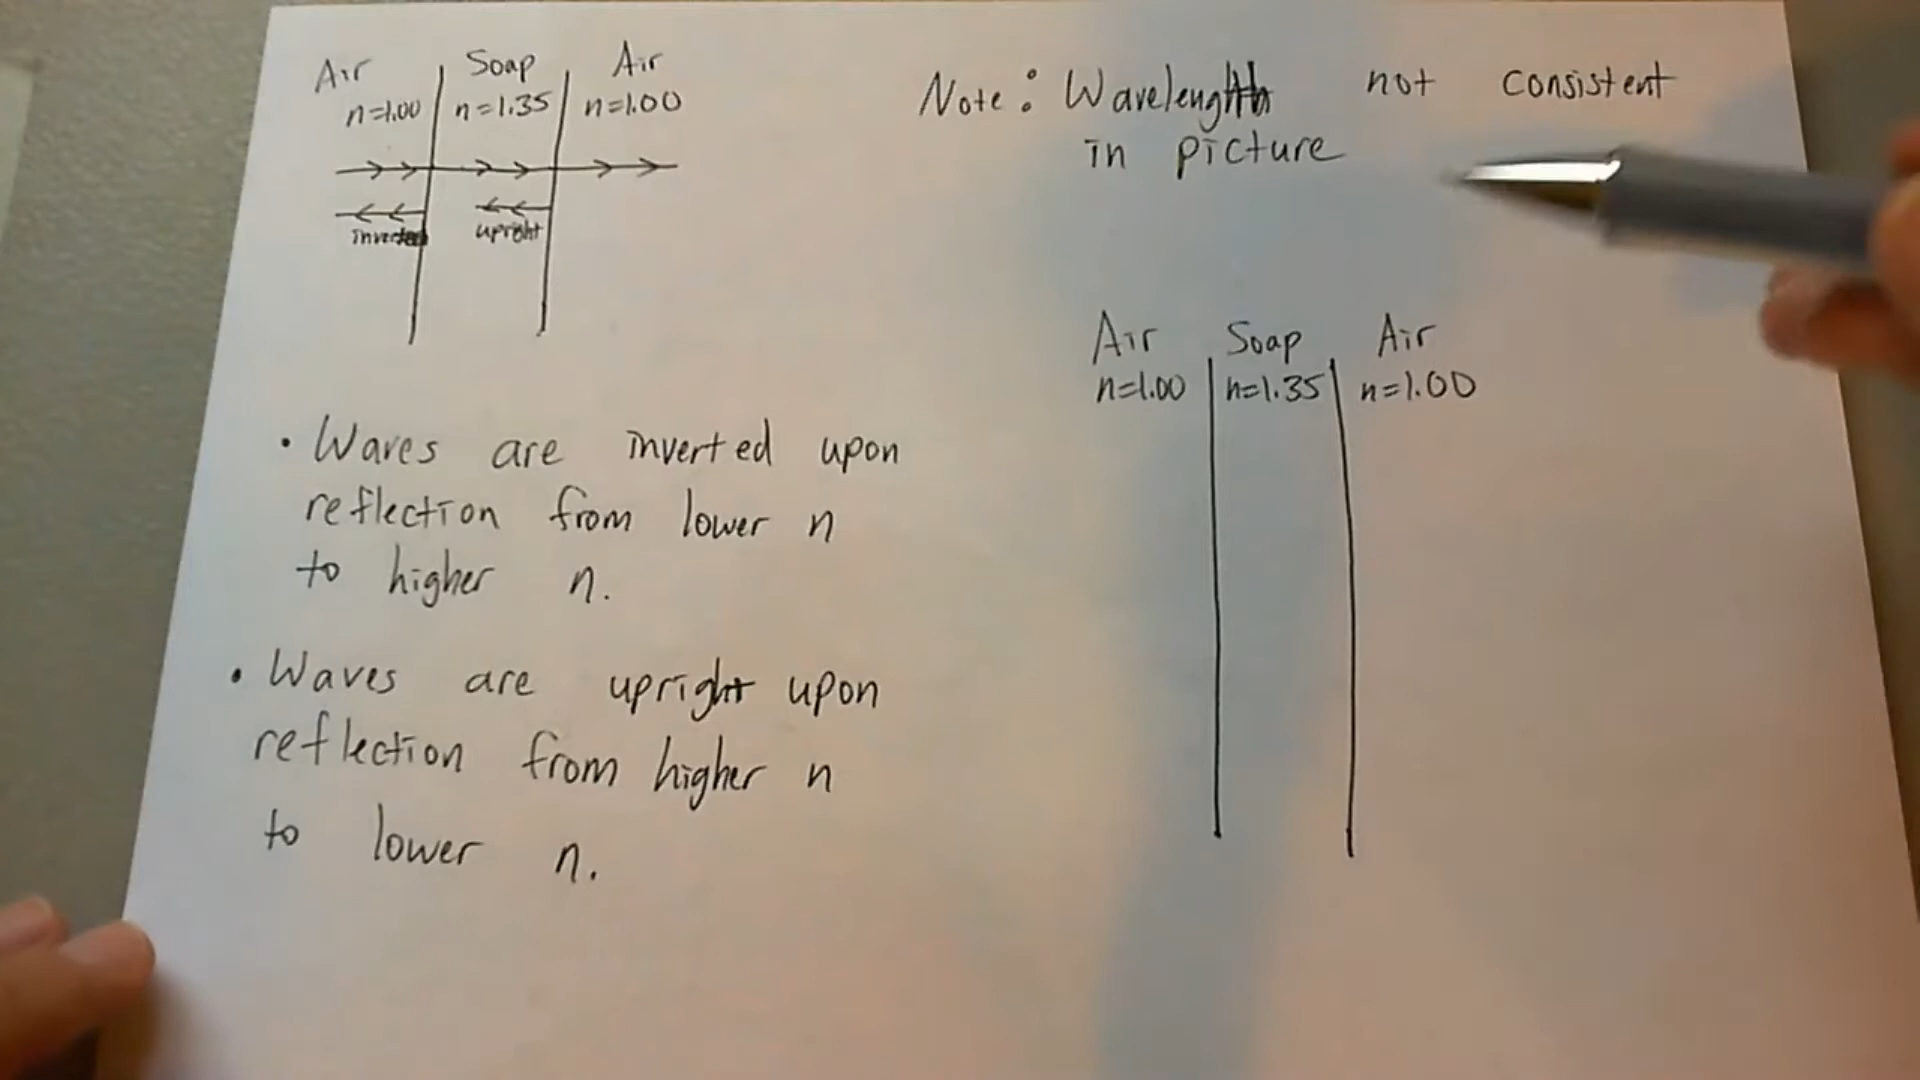 Air Soap Air
n=1.00 n=1.35 n=1.00
inverted upright
• Waves are inverted upon
reflection from lower n
to higher n.
• Waves are upright upon
reflection from higher n
to lower n.
Note: Wavelength not consistent
in picture
Air Soap Air
n=1.00 n=1.35 n=1.00